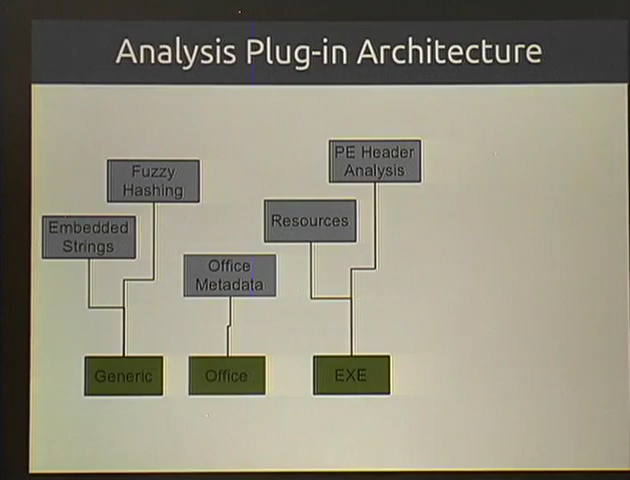 Analysis Plug-in Architecture
PE Header
Analysis
Fuzzy
Hashing
Resources
Embedded
Strings
Office
Metadata
Generic
Office
EXE